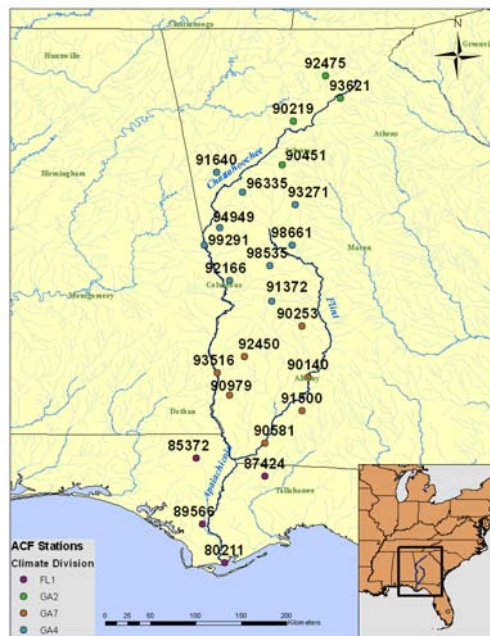 Chattanooga
N
Huntsville
Greenville
92475
93621
90219
Athens
90451
91640
Chattahoochee
Birmingham
96335
93271
94949
98661
99291
Macon
98535
92166
Columbus
91372
Montgomery
Flint
90253
92450
93516
90140
Albany
90979
91500
Dothan
90581
85372
87424
Apalachicola
Tallahassee
89566
80211
ACF Stations
Climate Division
FL1
GA2
GA7
GA4
0 25 50 100 150 200
Kilometers